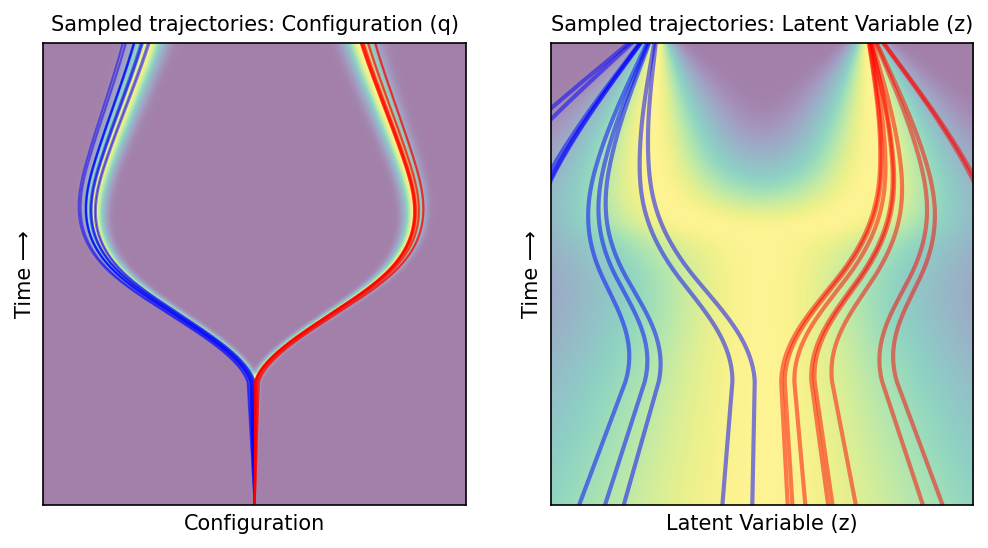 Sampled trajectories: Configuration (q)
Time ⟶
Configuration
Sampled trajectories: Latent Variable (z)
Time ⟶
Latent Variable (z)